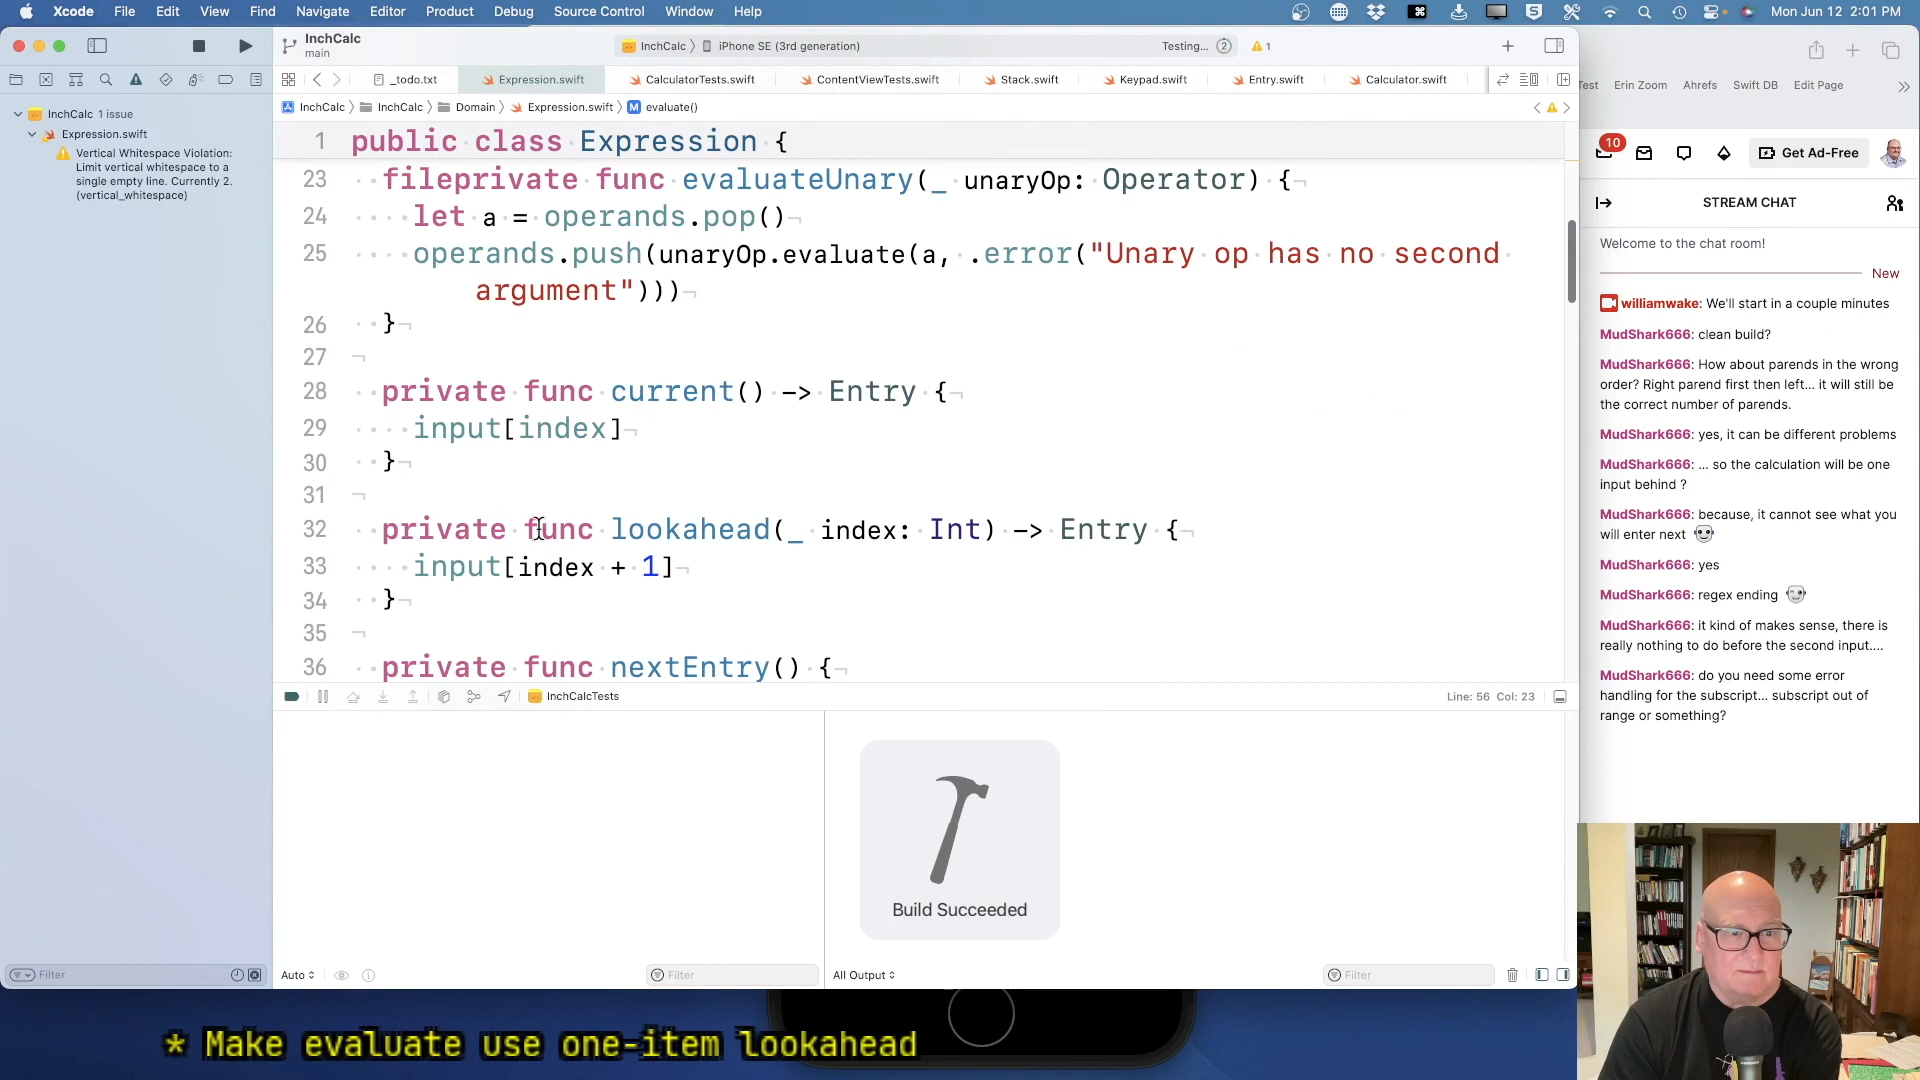 Xcode File Edit View Find Navigate Editor Product Debug Source Control Window Help
Mon Jun 12 2:01 PM
InchCalc
main
InchCalc 〉 iPhone SE (3rd generation)
Testing... 2
1
_todo.txt Expression.swift CalculatorTests.swift ContentViewTests.swift Stack.swift Keypad.swift Entry.swift Calculator.swift
InchCalc 〉 InchCalc 〉 Domain 〉 Expression.swift 〉 M evaluate()
InchCalc 1 issue
Expression.swift
Vertical Whitespace Violation:
Limit vertical whitespace to a
single empty line. Currently 2.
(vertical_whitespace)
1 public class Expression {
23 fileprivate func evaluateUnary(_ unaryOp: Operator) {
24 let a = operands.pop()
25 operands.push(unaryOp.evaluate(a, .error("Unary op has no second
argument")))
26 }
27
28 private func current() -> Entry {
29 input[index]
30 }
31
32 private func lookahead(_ index: Int) -> Entry {
33 input[index + 1]
34 }
35
36 private func nextEntry() {
InchCalcTests
Line: 56 Col: 23
Build Succeeded
Filter
Auto
Filter
All Output
Filter
* Make evaluate use one-item lookahead
Test Erin Zoom Ahrefs Swift DB Edit Page
10
Get Ad-Free
STREAM CHAT
Welcome to the chat room!
New
williamwake: We'll start in a couple minutes
MudShark666: clean build?
MudShark666: How about parends in the wrong
order? Right parend first then left... it will still be
the correct number of parends.
MudShark666: yes, it can be different problems
MudShark666: ... so the calculation will be one
input behind ?
MudShark666: because, it cannot see what you
will enter next
MudShark666: yes
MudShark666: regex ending
MudShark666: it kind of makes sense, there is
really nothing to do before the second input....
MudShark666: do you need some error
handling for the subscript... subscript out of
range or something?